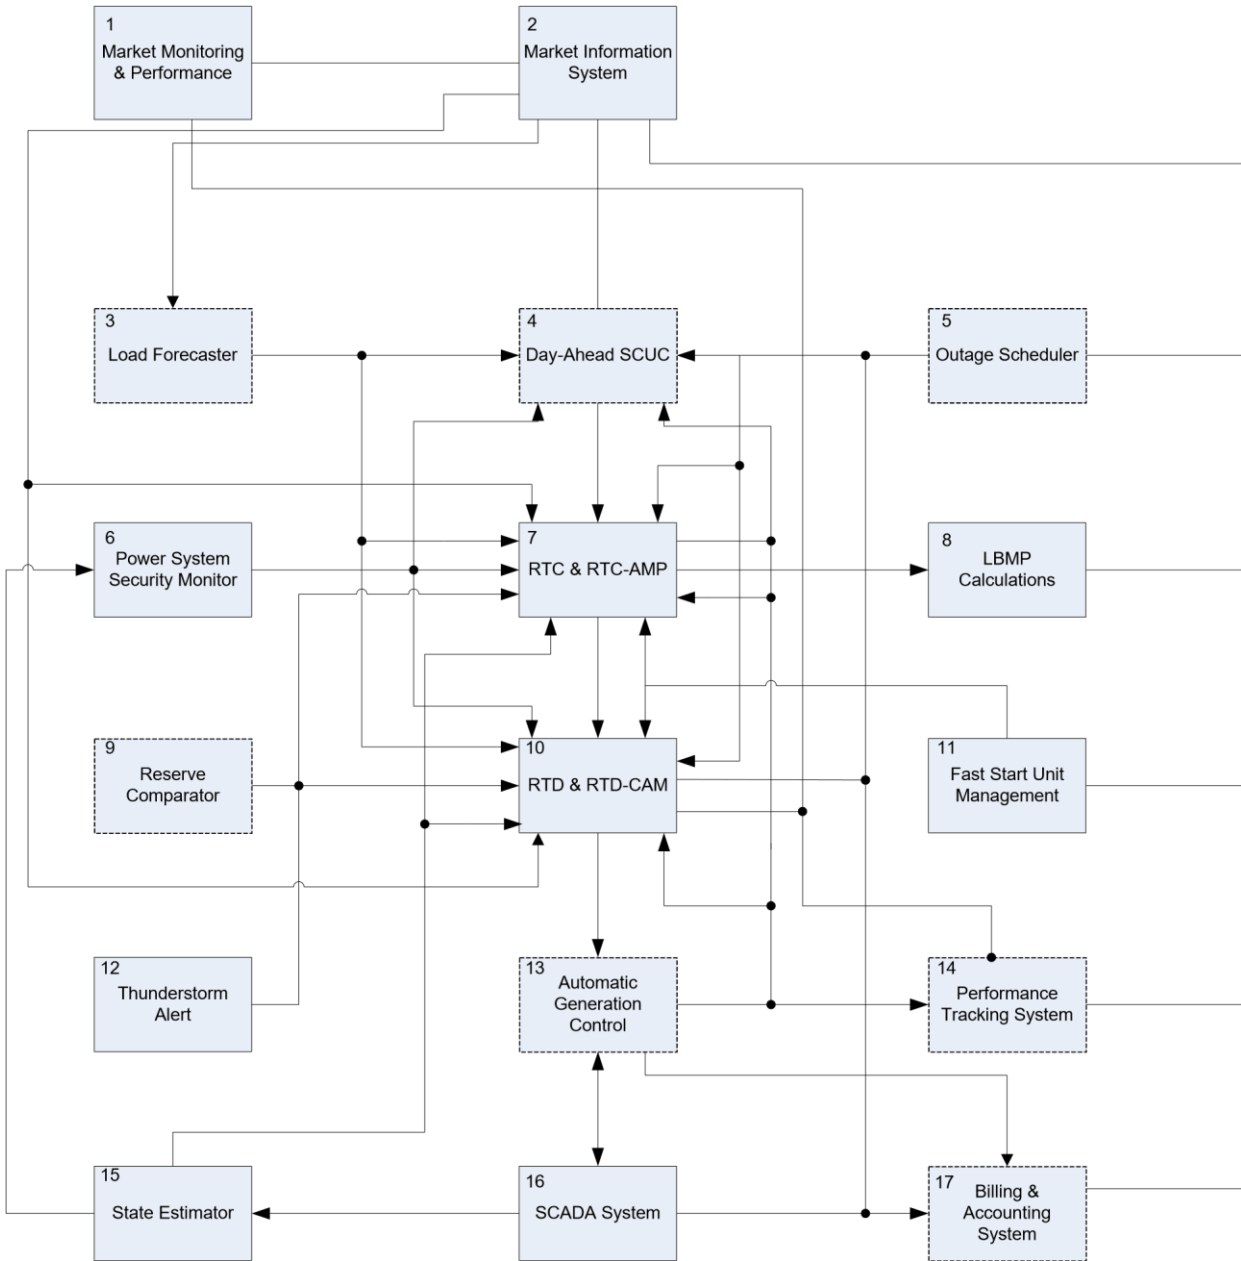 1
Market Monitoring
& Performance
2
Market Information
System
3
Load Forecaster
4
Day-Ahead SCUC
5
Outage Scheduler
6
Power System
Security Monitor
7
RTC & RTC-AMP
8
LBMP
Calculations
9
Reserve
Comparator
10
RTD & RTD-CAM
11
Fast Start Unit
Management
12
Thunderstorm
Alert
13
Automatic
Generation
Control
14
Performance
Tracking System
15
State Estimator
16
SCADA System
17
Billing &
Accounting
System